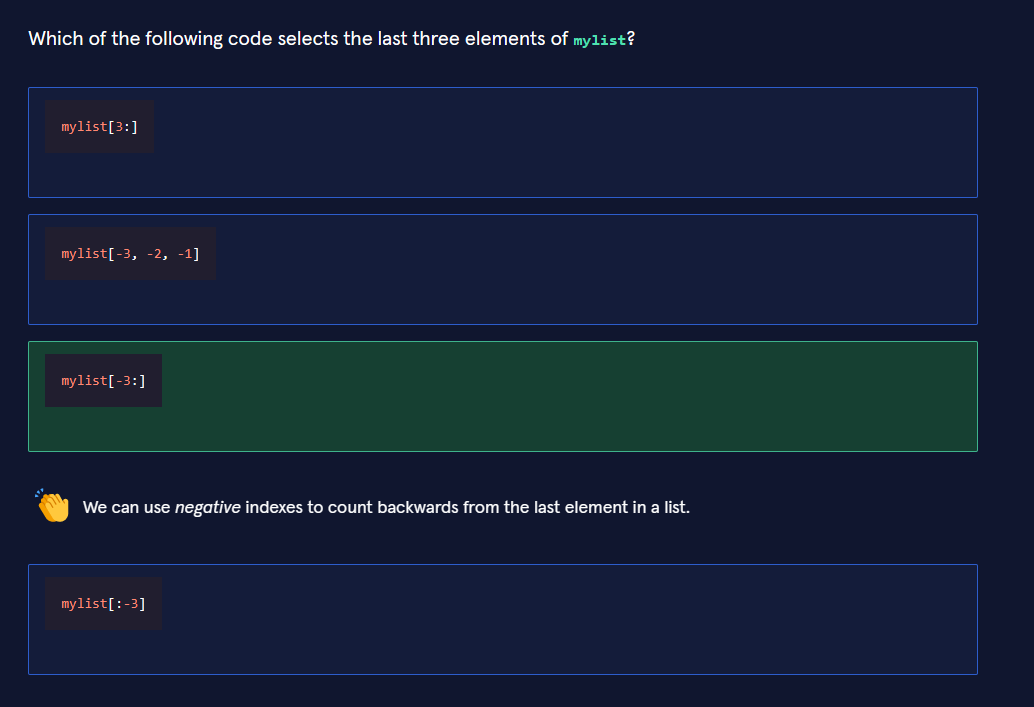 Which of the following code selects the last three elements of mylist?
mylist[3:]
mylist[-3, -2, -1]
mylist[-3:]
We can use negative indexes to count backwards from the last element in a list.
mylist[:-3]